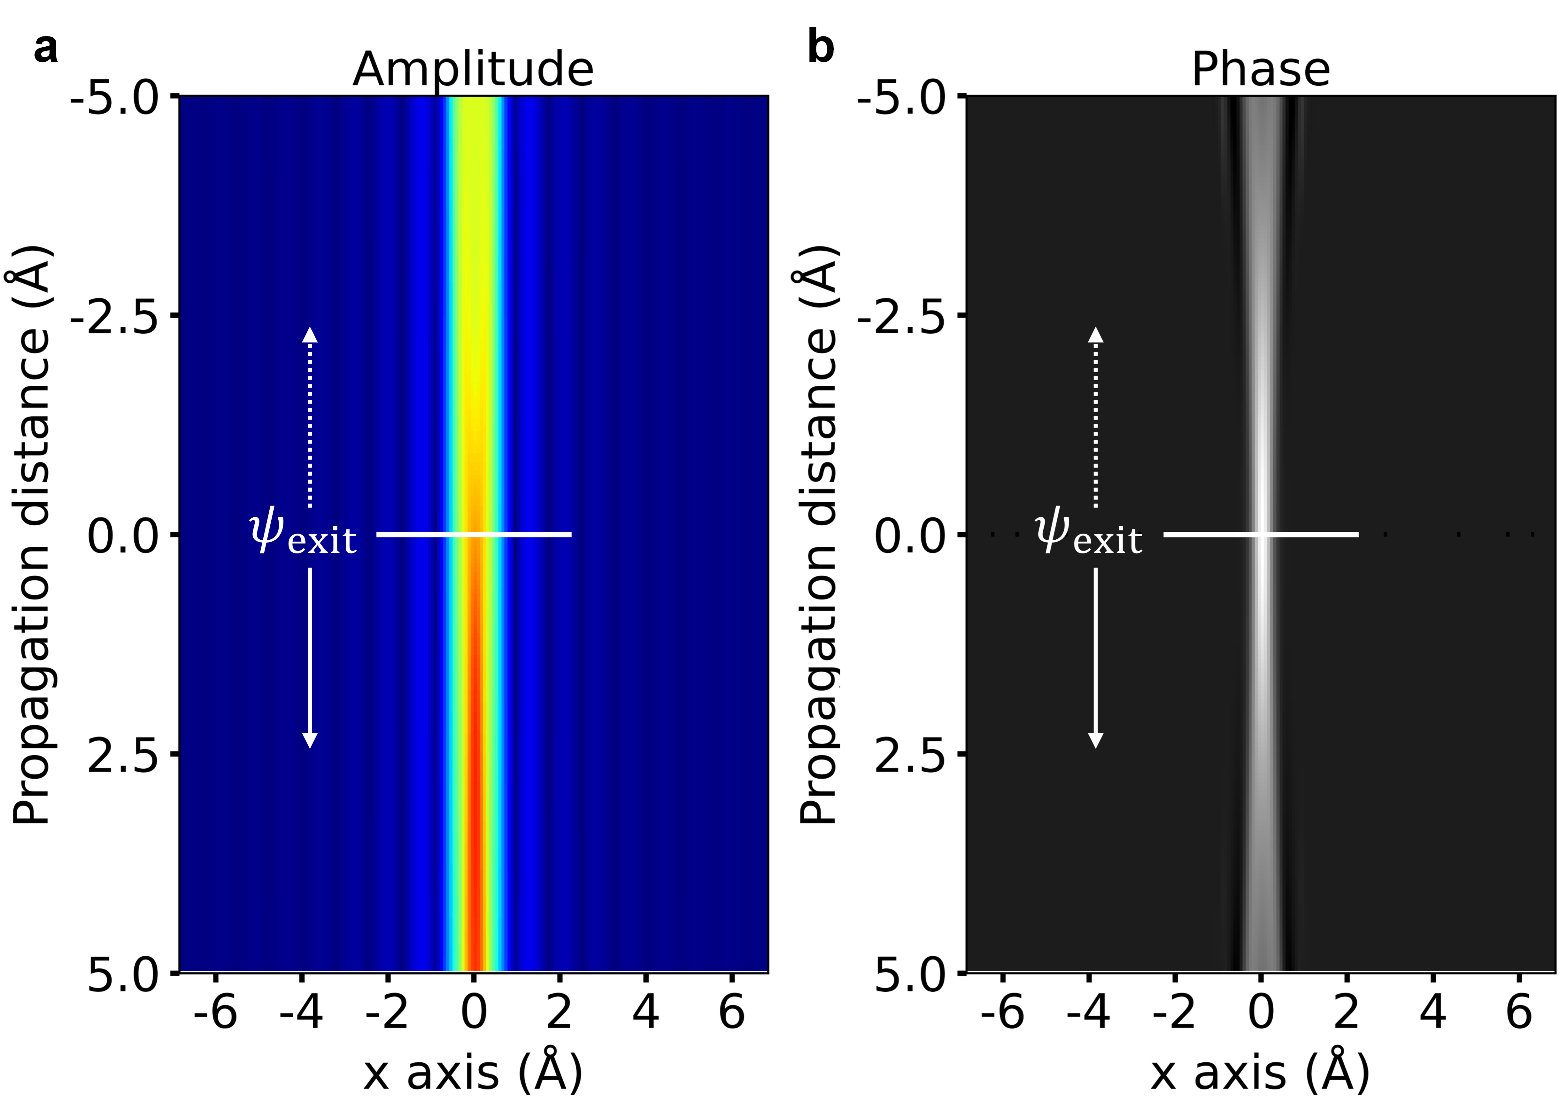 a
Amplitude
-5.0
-2.5
0.0
2.5
5.0
Propagation distance (Å)
ψexit
-6 -4 -2 0 2 4 6
x axis (Å)
b
Phase
-5.0
-2.5
0.0
2.5
5.0
Propagation distance (Å)
ψexit
-6 -4 -2 0 2 4 6
x axis (Å)